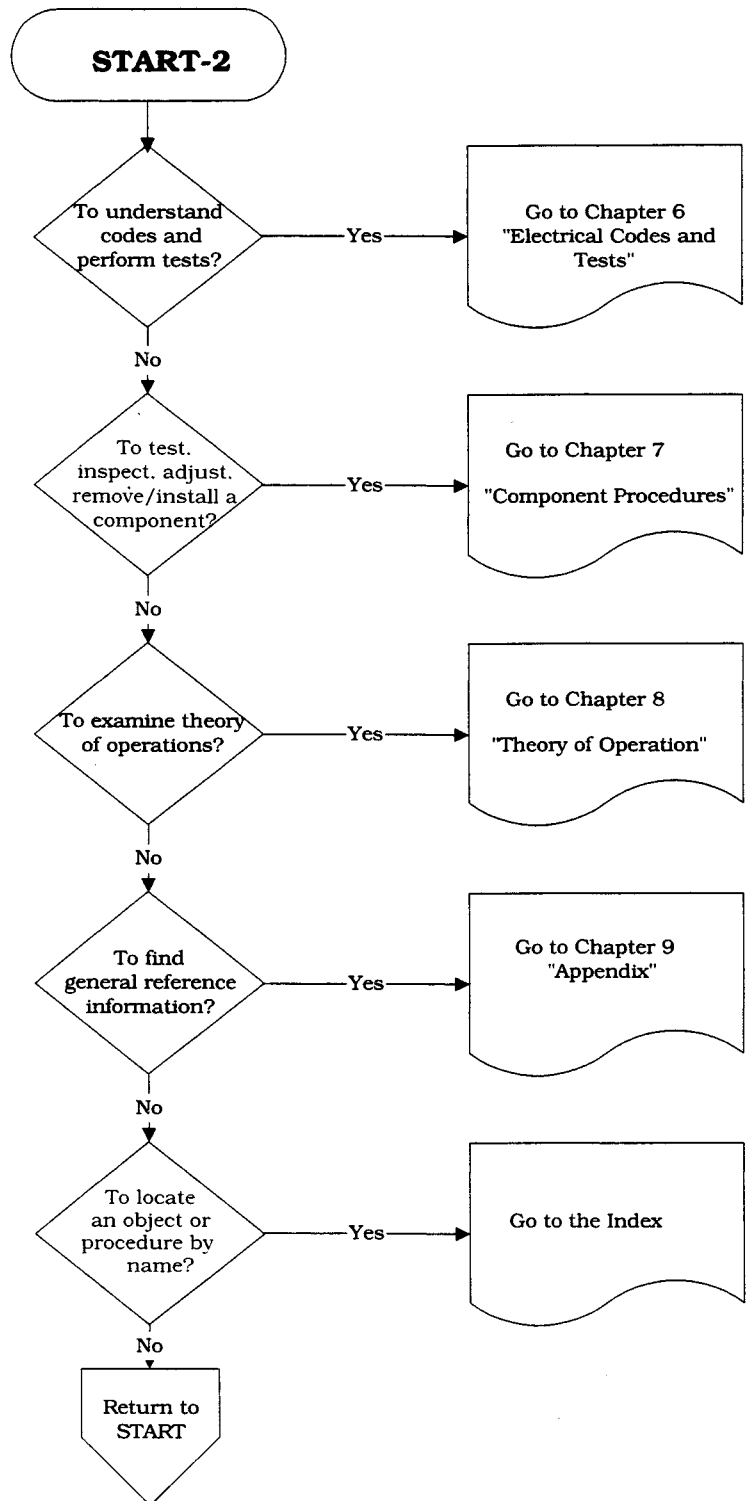 START-2
To understand
codes and
perform tests?
Yes
Go to Chapter 6
"Electrical Codes and
Tests"
No
To test.
inspect. adjust.
remove/install a
component?
Yes
Go to Chapter 7
"Component Procedures"
No
To examine theory
of operations?
Yes
Go to Chapter 8
"Theory of Operation"
No
To find
general reference
information?
Yes
Go to Chapter 9
"Appendix"
No
To locate
an object or
procedure by
name?
Yes
Go to the Index
No
Return to
START